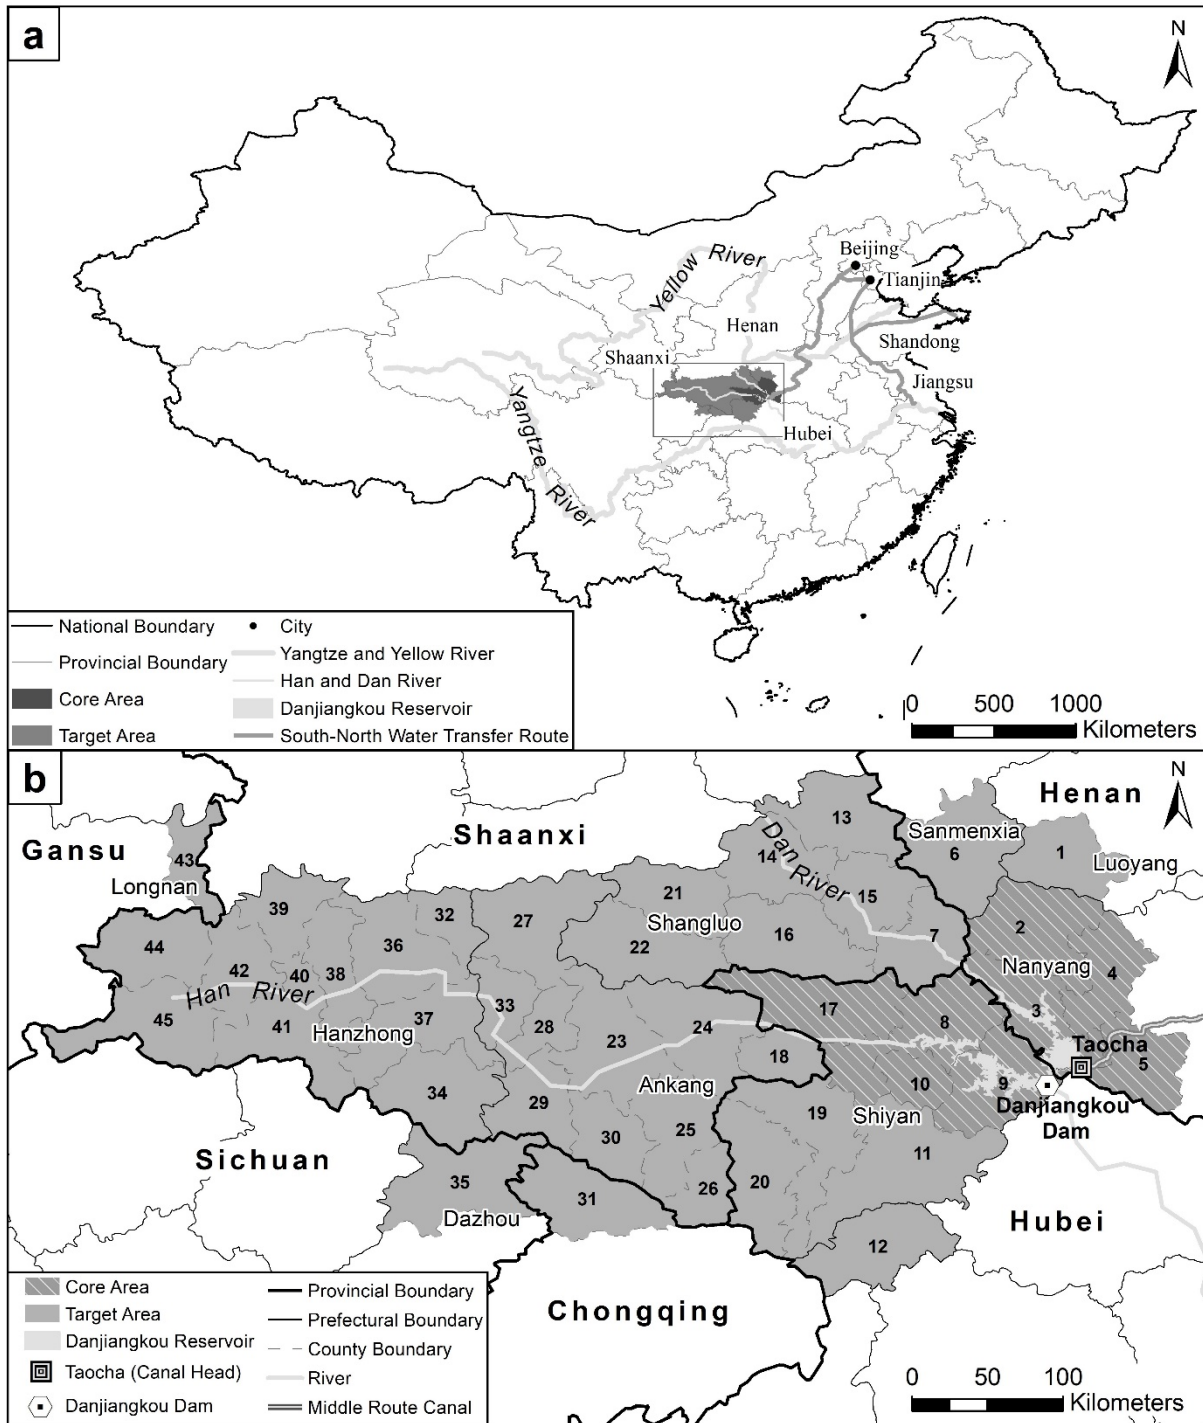 a
N
Beijing
Tianjin
Yellow River
Henan
Shaanxi
Shandong
Jiangsu
Yangtze River
Hubei
National Boundary
Provincial Boundary
Core Area
Target Area
City
Yangtze and Yellow River
Han and Dan River
Danjiangkou Reservoir
South-North Water Transfer Route
0 500 1000
Kilometers
b
N
Henan
Shaanxi
Gansu
Sanmenxia
Luoyang
Longnan
Dan River
13
6
1
43
14
39
21
15
32
27
Shangluo
2
44
36
22
16
7
Nanyang
4
42
40
38
Han River
33
17
8
3
45
41
Hanzhong
37
28
23
24
18
Taocha
5
34
29
Ankang
10
9
Danjiangkou
Dam
30
25
19
Shiyan
11
Sichuan
35
31
26
20
Dazhou
Hubei
12
Chongqing
Core Area
Target Area
Danjiangkou Reservoir
Taocha (Canal Head)
Danjiangkou Dam
Provincial Boundary
Prefectural Boundary
County Boundary
River
Middle Route Canal
0 50 100
Kilometers